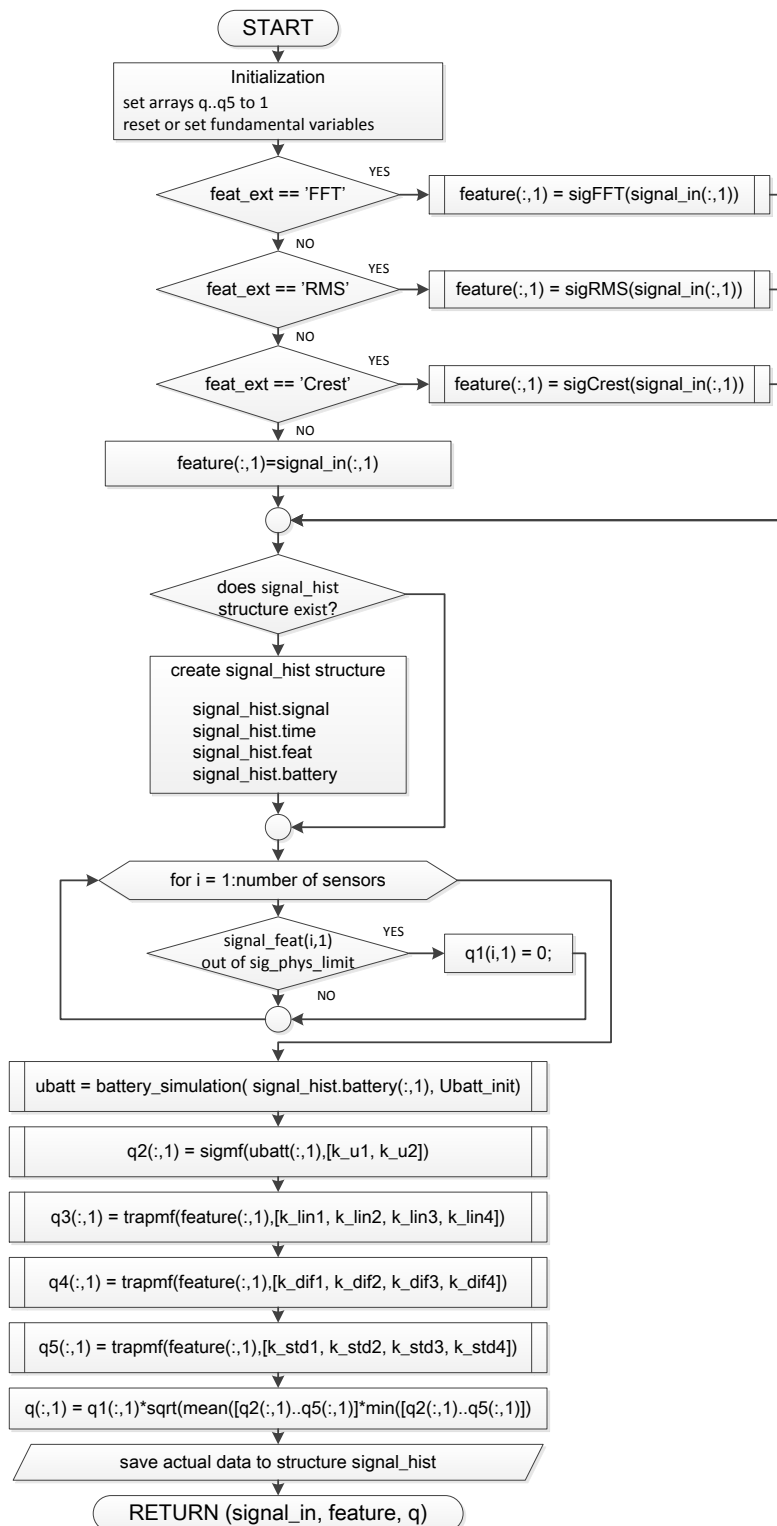 START
Initialization
set arrays q..q5 to 1
reset or set fundamental variables
feat_ext == 'FFT'
YES
feature(:,1) = sigFFT(signal_in(:,1))
NO
feat_ext == 'RMS'
YES
feature(:,1) = sigRMS(signal_in(:,1))
NO
feat_ext == 'Crest'
YES
feature(:,1) = sigCrest(signal_in(:,1))
NO
feature(:,1)=signal_in(:,1)
does signal_hist
structure exist?
create signal_hist structure
signal_hist.signal
signal_hist.time
signal_hist.feat
signal_hist.battery
for i = 1:number of sensors
signal_feat(i,1)
out of sig_phys_limit
YES
q1(i,1) = 0;
NO
ubatt = battery_simulation( signal_hist.battery(:,1), Ubatt_init)
q2(:,1) = sigmf(ubatt(:,1),[k_u1, k_u2])
q3(:,1) = trapmf(feature(:,1),[k_lin1, k_lin2, k_lin3, k_lin4])
q4(:,1) = trapmf(feature(:,1),[k_dif1, k_dif2, k_dif3, k_dif4])
q5(:,1) = trapmf(feature(:,1),[k_std1, k_std2, k_std3, k_std4])
q(:,1) = q1(:,1)*sqrt(mean([q2(:,1)..q5(:,1)]*min([q2(:,1)..q5(:,1)])
save actual data to structure signal_hist
RETURN (signal_in, feature, q)